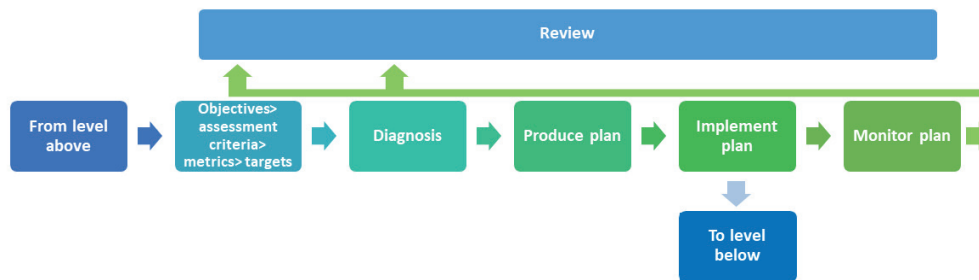 Review
From level
above
Objectives>
assessment
criteria>
metrics> targets
Diagnosis
Produce plan
Implement
plan
Monitor plan
To level
below